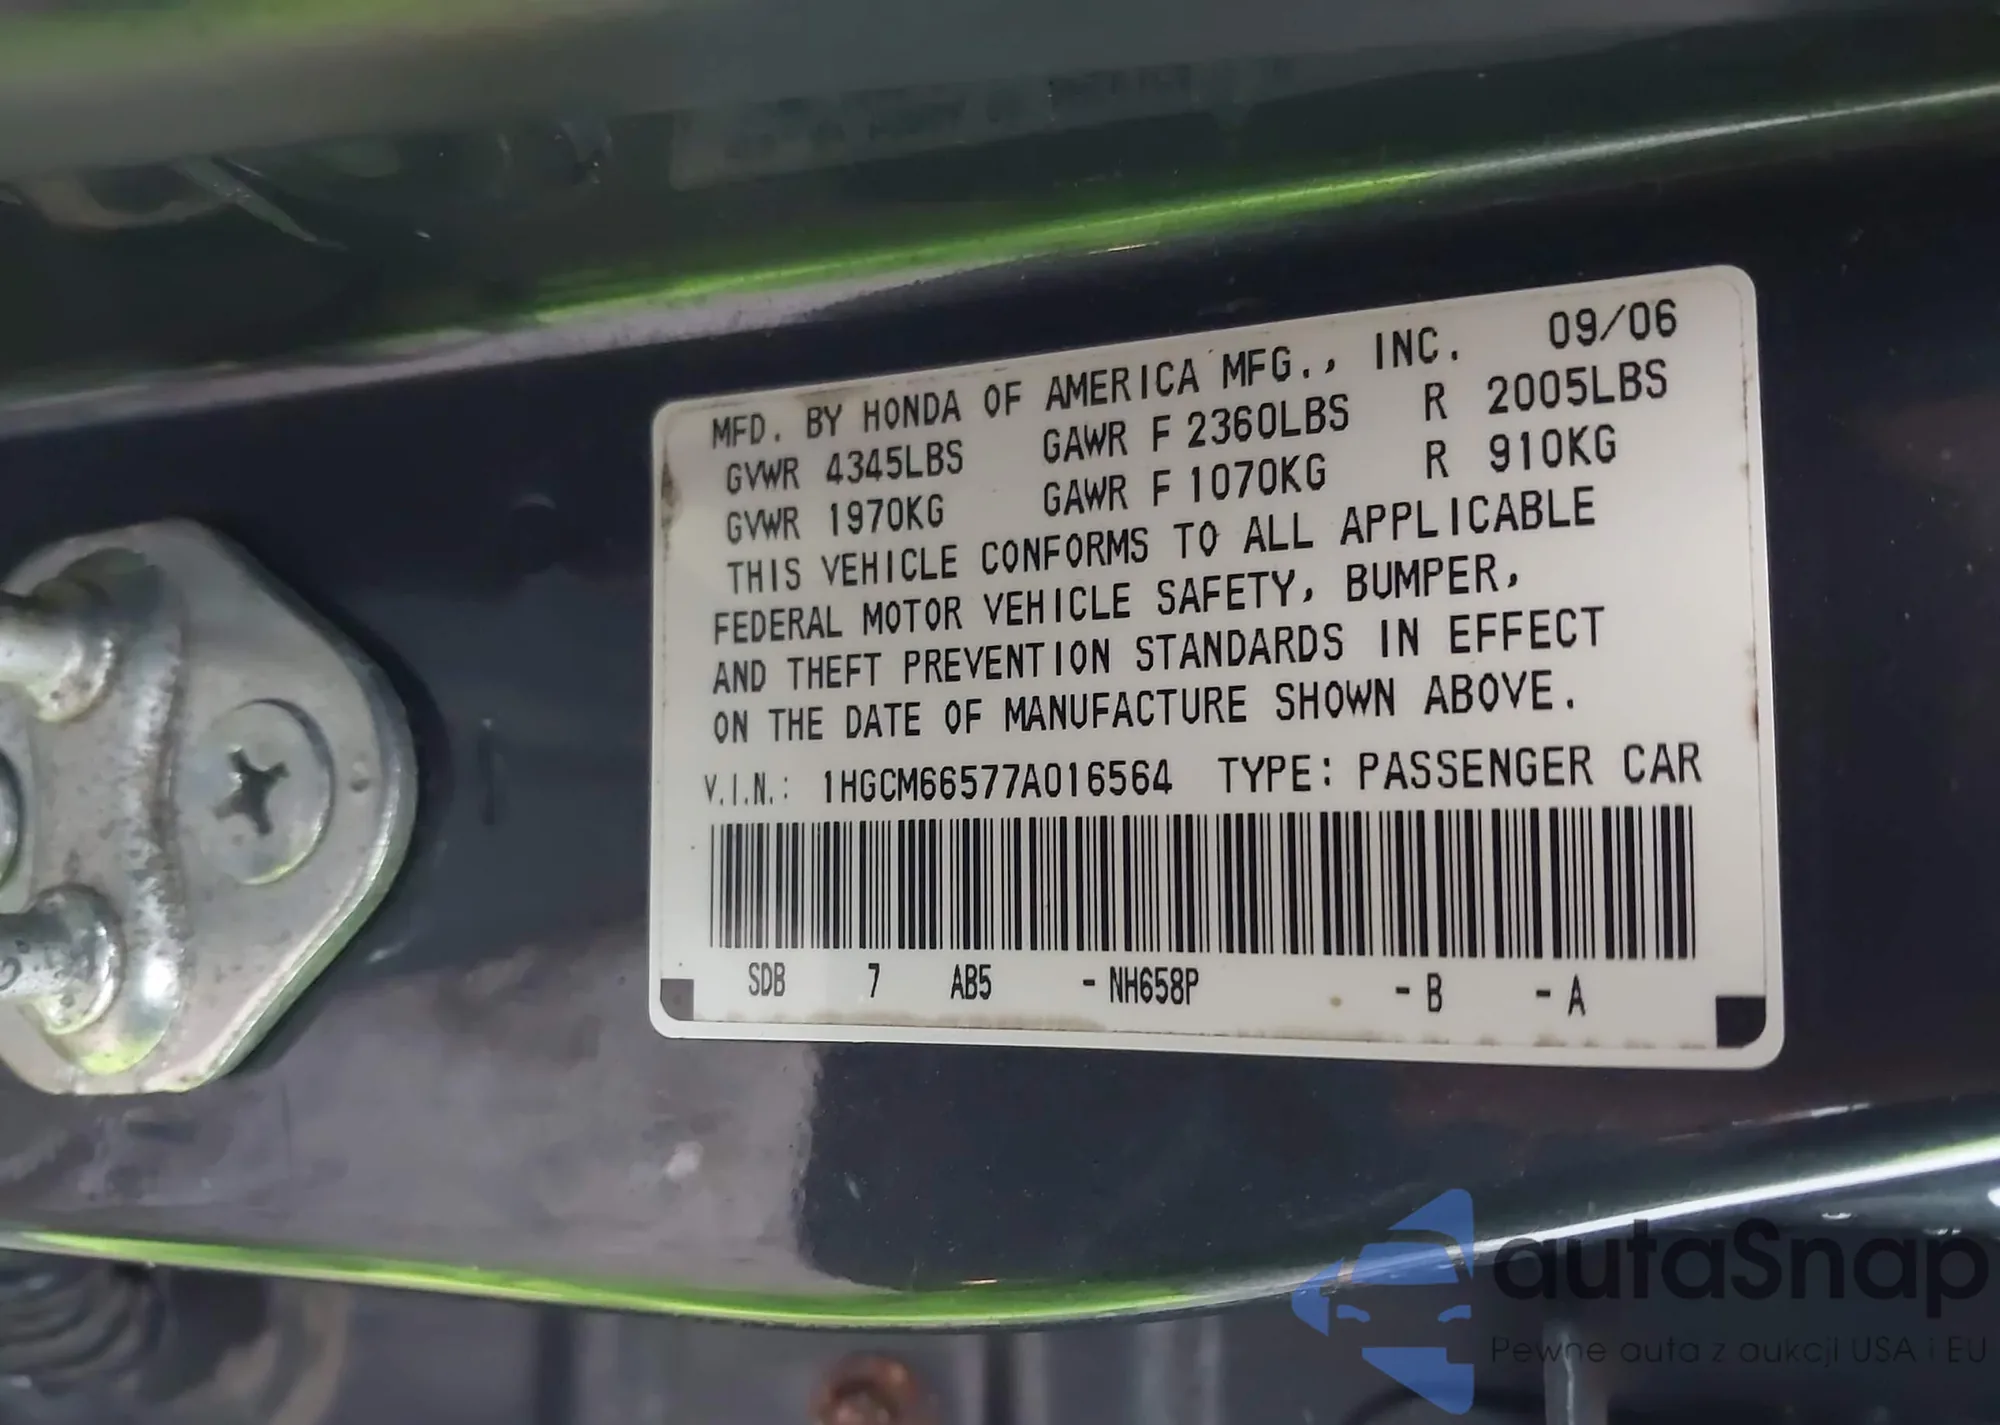 MFD. BY HONDA OF AMERICA MFG., INC. 09/06
GVWR 4345LBS GAWR F 2360LBS R 2005LBS
GVWR 1970KG GAWR F 1070KG R 910KG
THIS VEHICLE CONFORMS TO ALL APPLICABLE
FEDERAL MOTOR VEHICLE SAFETY, BUMPER,
AND THEFT PREVENTION STANDARDS IN EFFECT
ON THE DATE OF MANUFACTURE SHOWN ABOVE.
V.I.N.: 1HGCM66577A016564 TYPE: PASSENGER CAR
SDB 7 AB5 -NH658P -B -A
autaSnap
Pewne auta z aukcji USA i EU